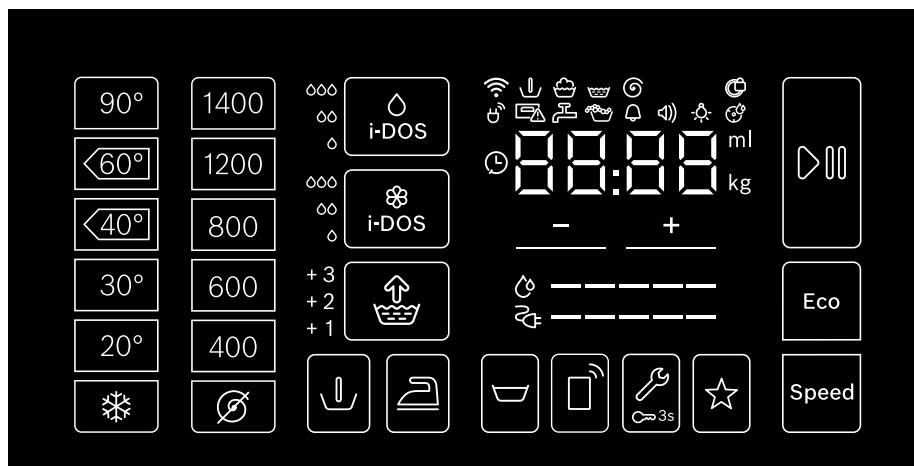 90°
60°
40°
30°
20°
1400
1200
800
600
400
i-DOS
i-DOS
+ 3
+ 2
+ 1
88:88
ml
kg
− +
3s
Eco
Speed